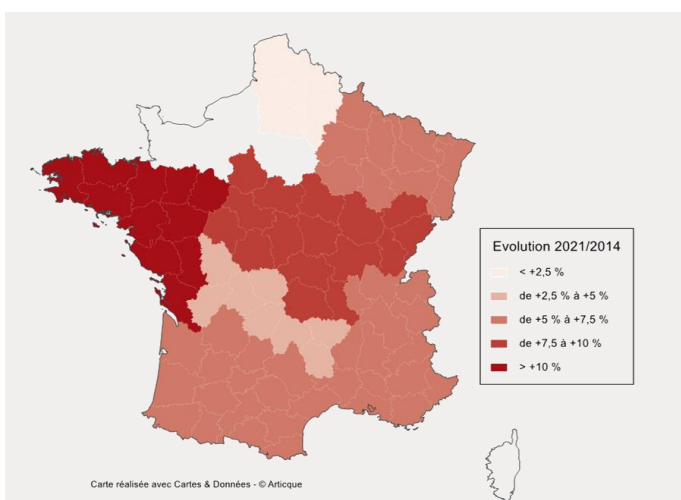 Evolution 2021/2014
< +2,5 %
de +2,5 % à +5 %
de +5 % à +7,5 %
de +7,5 à +10 %
> +10 %
Carte réalisée avec Cartes & Données - © Articque